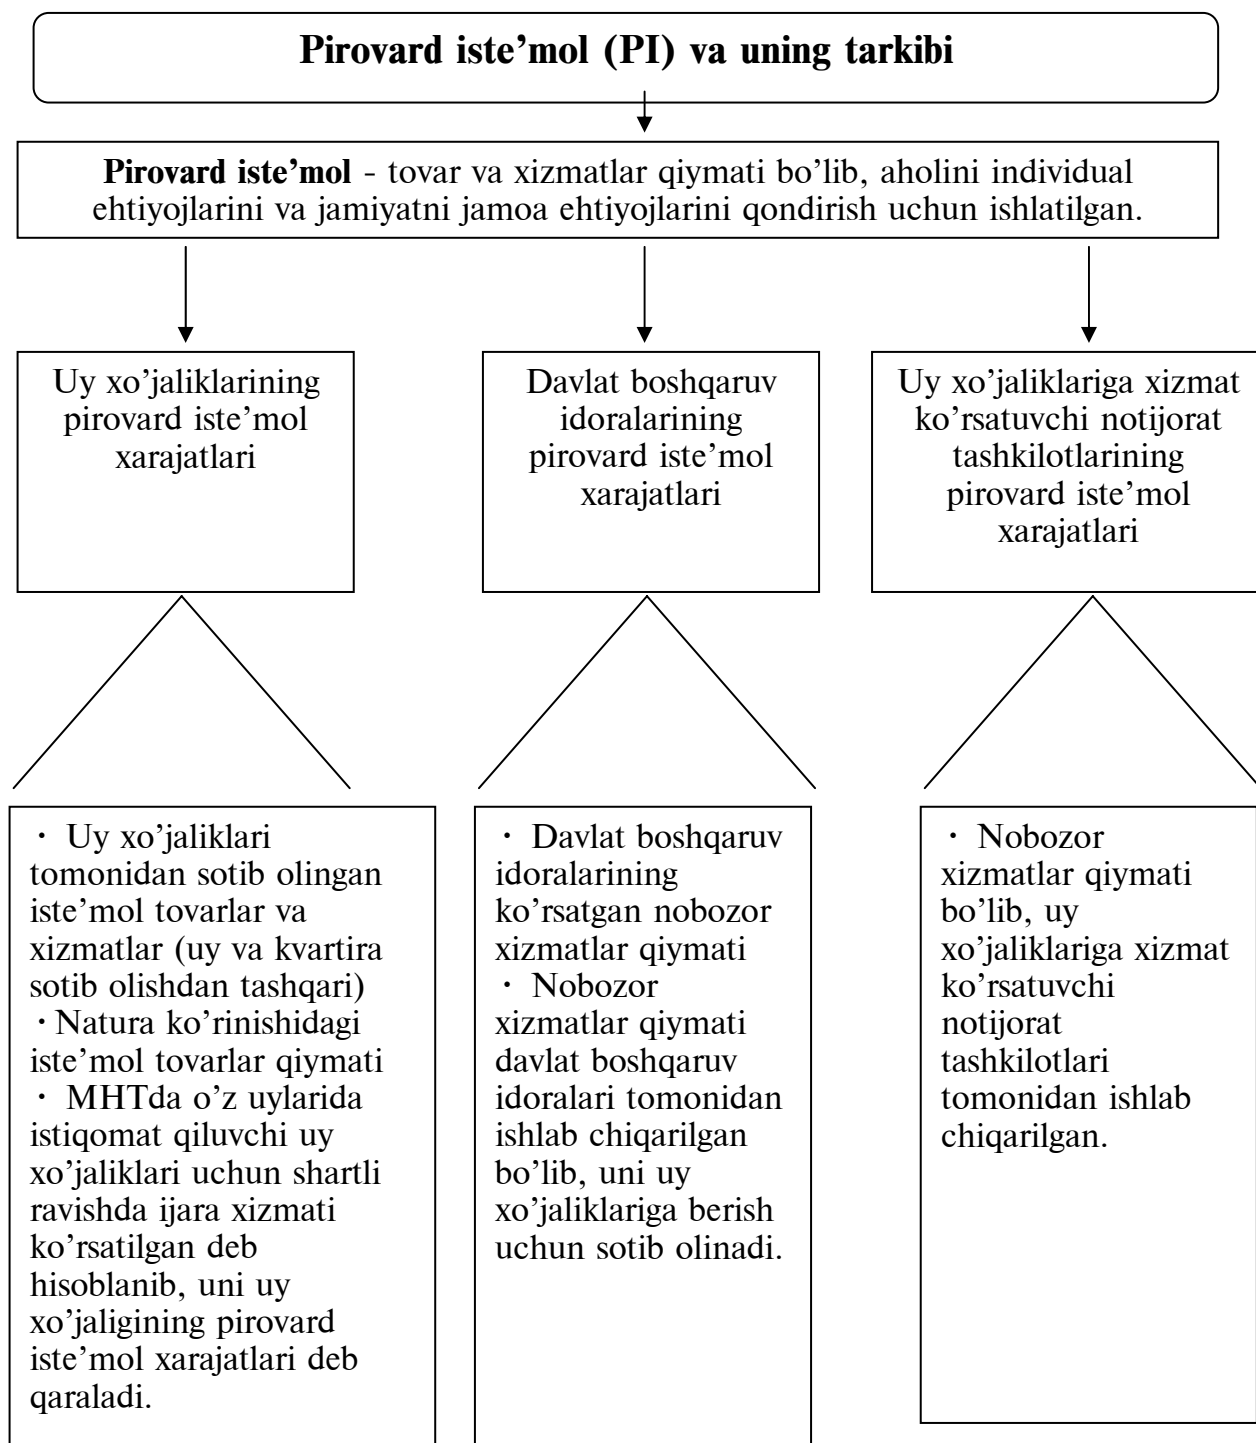 Pirovard iste’mol (PI) va uning tarkibi
Pirovard iste’mol - tovar va xizmatlar qiymati bo’lib, aholini individual
ehtiyojlarini va jamiyatni jamoa ehtiyojlarini qondirish uchun ishlatilgan.
Uy xo’jaliklarining
pirovard iste’mol
xarajatlari
Davlat boshqaruv
idoralarining
pirovard iste’mol
xarajatlari
Uy xo’jaliklariga xizmat
ko’rsatuvchi notijorat
tashkilotlarining
pirovard iste’mol
xarajatlari
· Uy xo’jaliklari
tomonidan sotib olingan
iste’mol tovarlar va
xizmatlar (uy va kvartira
sotib olishdan tashqari)
· Natura ko’rinishidagi
iste’mol tovarlar qiymati
· MHTda o’z uylarida
istiqomat qiluvchi uy
xo’jaliklari uchun shartli
ravishda ijara xizmati
ko’rsatilgan deb
hisoblanib, uni uy
xo’jaligining pirovard
iste’mol xarajatlari deb
qaraladi.
· Davlat boshqaruv
idoralarining
ko’rsatgan nobozor
xizmatlar qiymati
· Nobozor
xizmatlar qiymati
davlat boshqaruv
idoralari tomonidan
ishlab chiqarilgan
bo’lib, uni uy
xo’jaliklariga berish
uchun sotib olinadi.
· Nobozor
xizmatlar qiymati
bo’lib, uy
xo’jaliklariga xizmat
ko’rsatuvchi
notijorat
tashkilotlari
tomonidan ishlab
chiqarilgan.